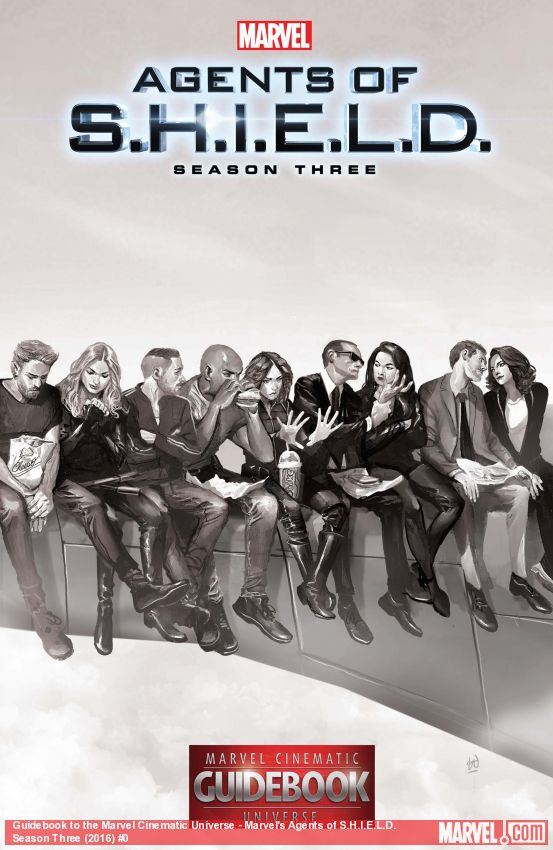 MARVEL
AGENTS OF
S.H.I.E.L.D.
SEASON THREE
MARVEL CINEMATIC
GUIDEBOOK
UNIVERSE
Guidebook to the Marvel Cinematic Universe - Marvel's Agents of S.H.I.E.L.D.
Season Three (2016) #0
MARVEL.com